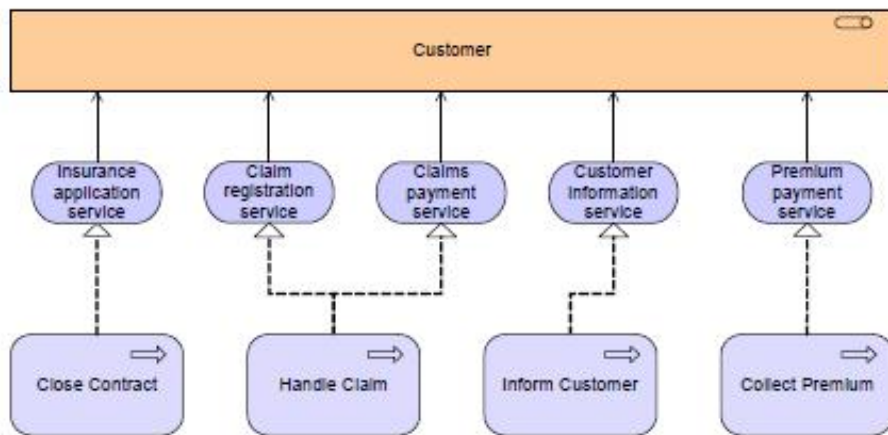 Customer
Insurance
application
service
Claim
registration
service
Claims
payment
service
Customer
information
service
Premium
payment
service
Close Contract
Handle Claim
Inform Customer
Collect Premium